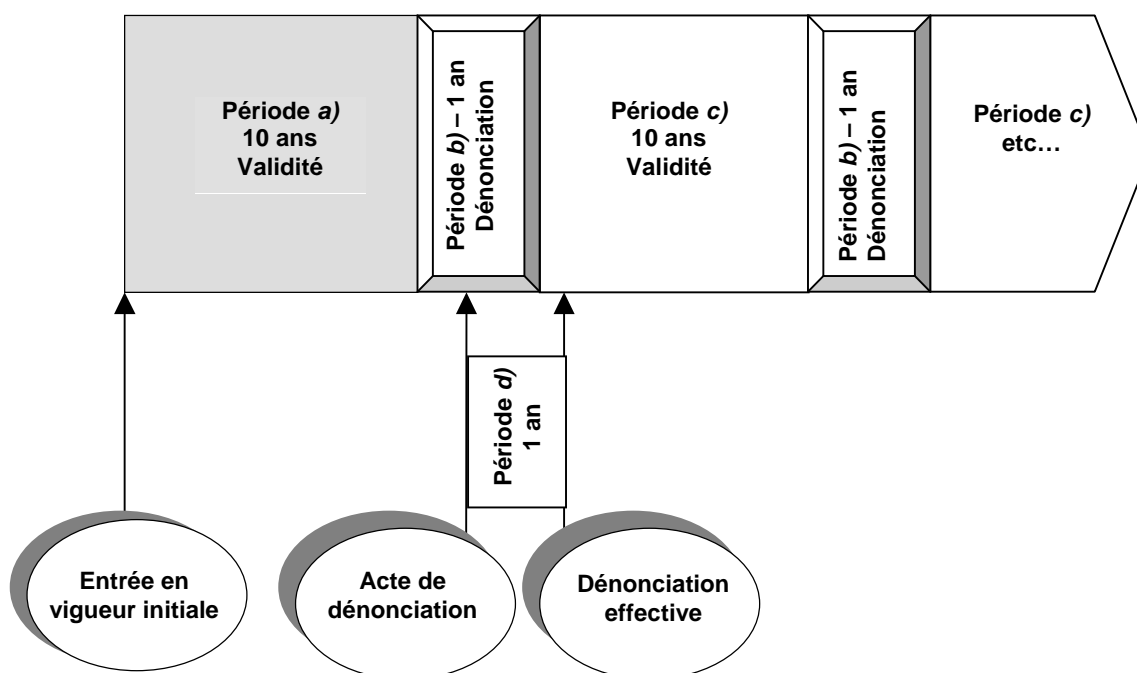 Période a)
10 ans
Validité
Période b) – 1 an
Dénonciation
Période c)
10 ans
Validité
Période b) – 1 an
Dénonciation
Période c)
etc…
Période d)
1 an
Entrée en
vigueur initiale
Acte de
dénonciation
Dénonciation
effective